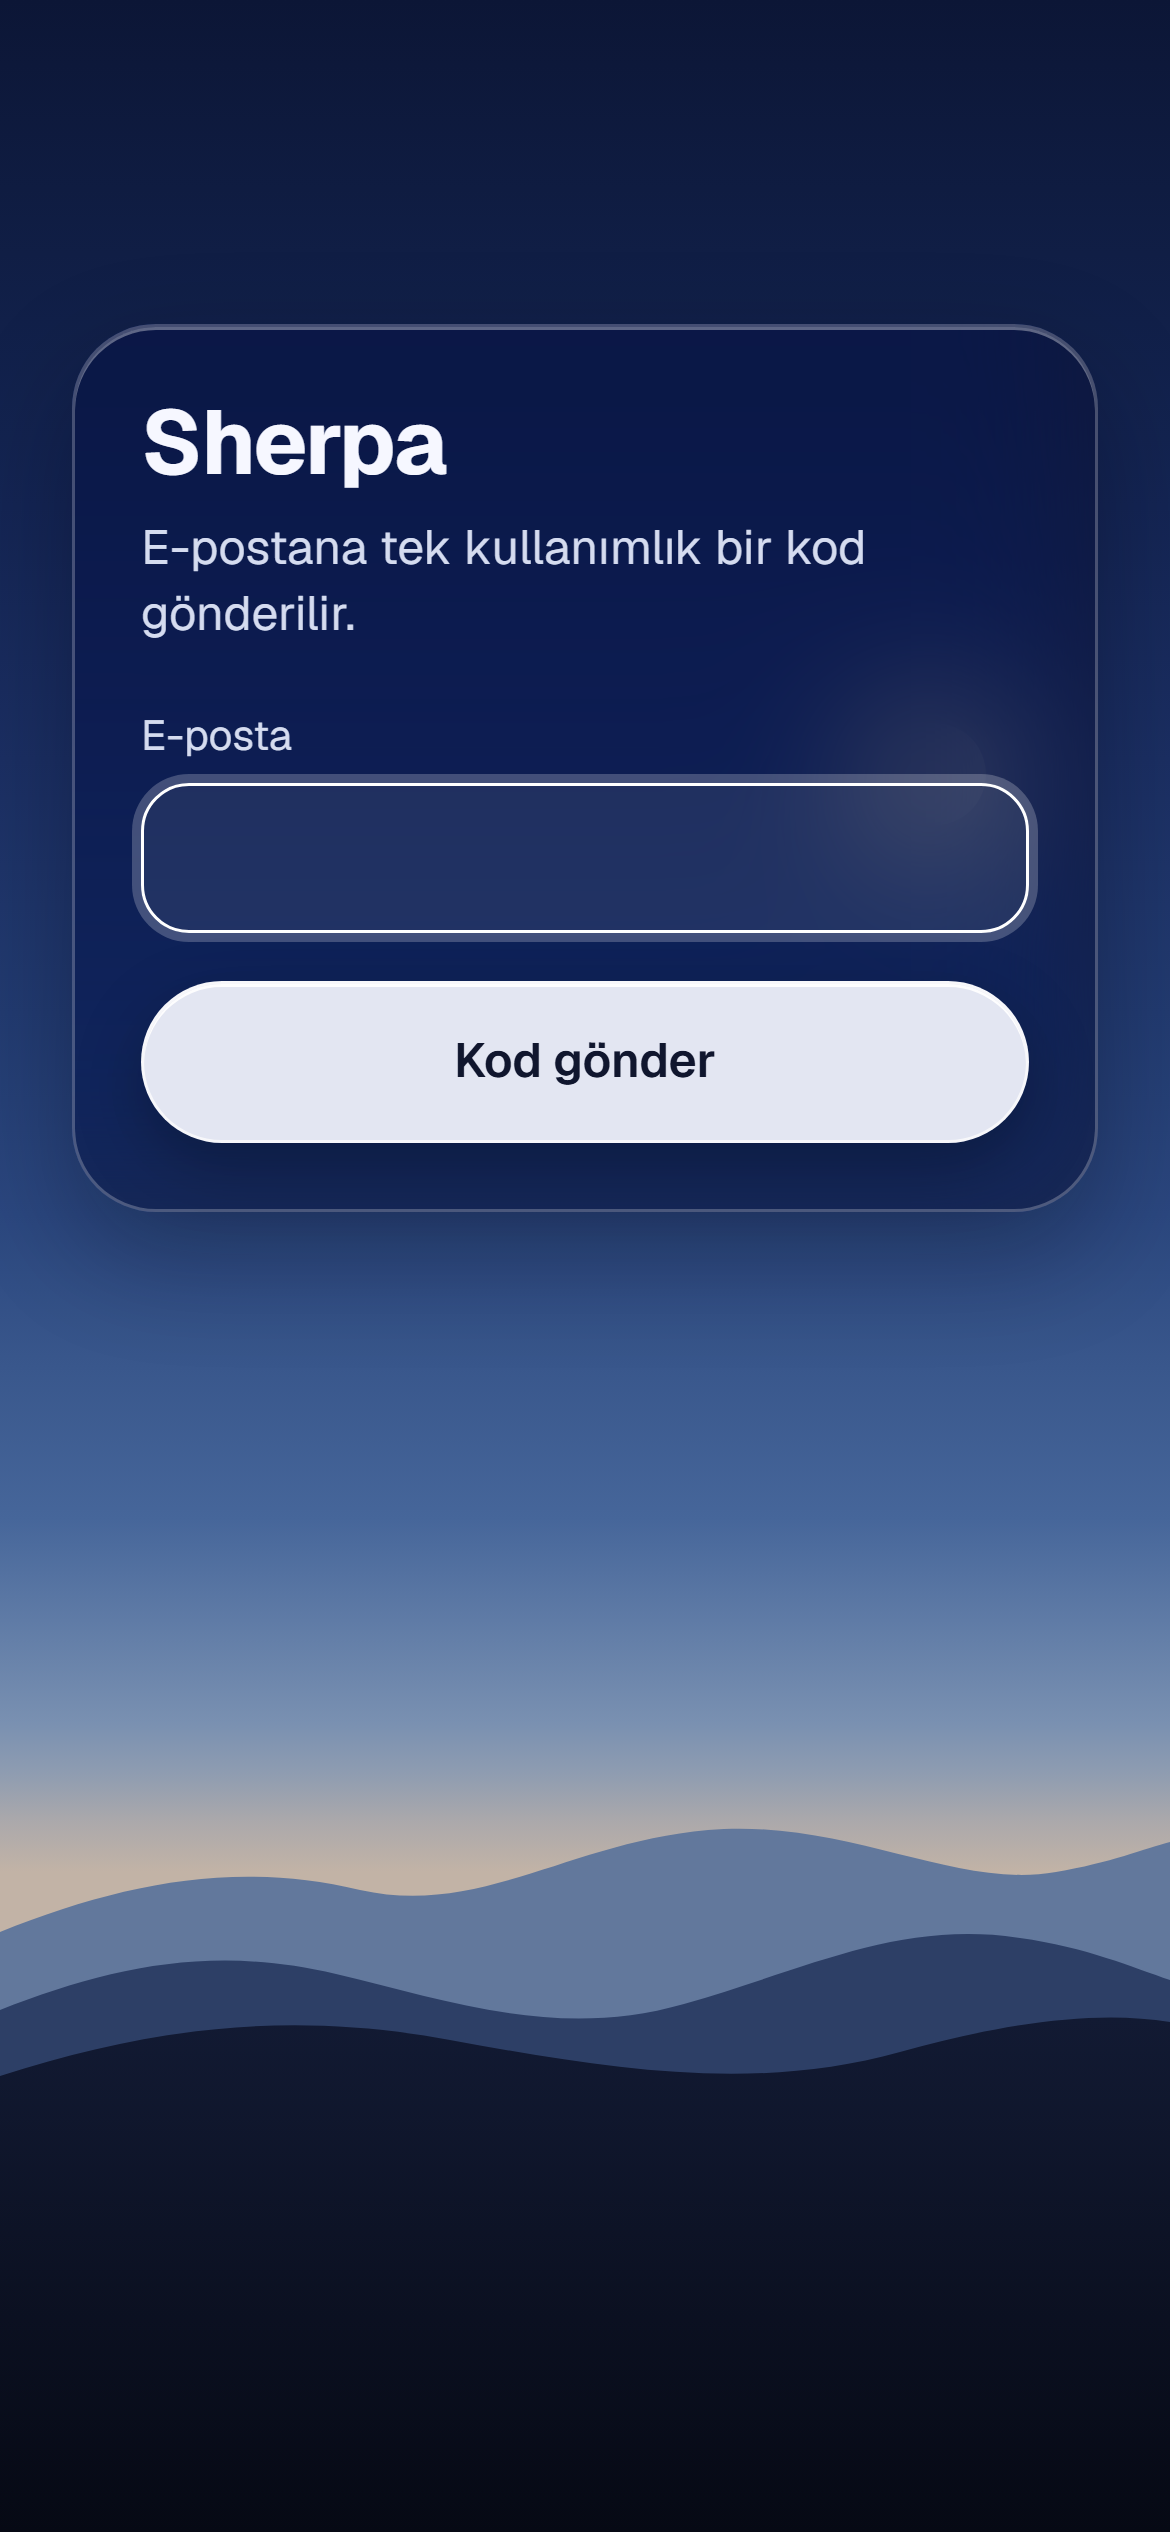 Sherpa
E-postana tek kullanımlık bir kod
gönderilir.
E-posta
Kod gönder